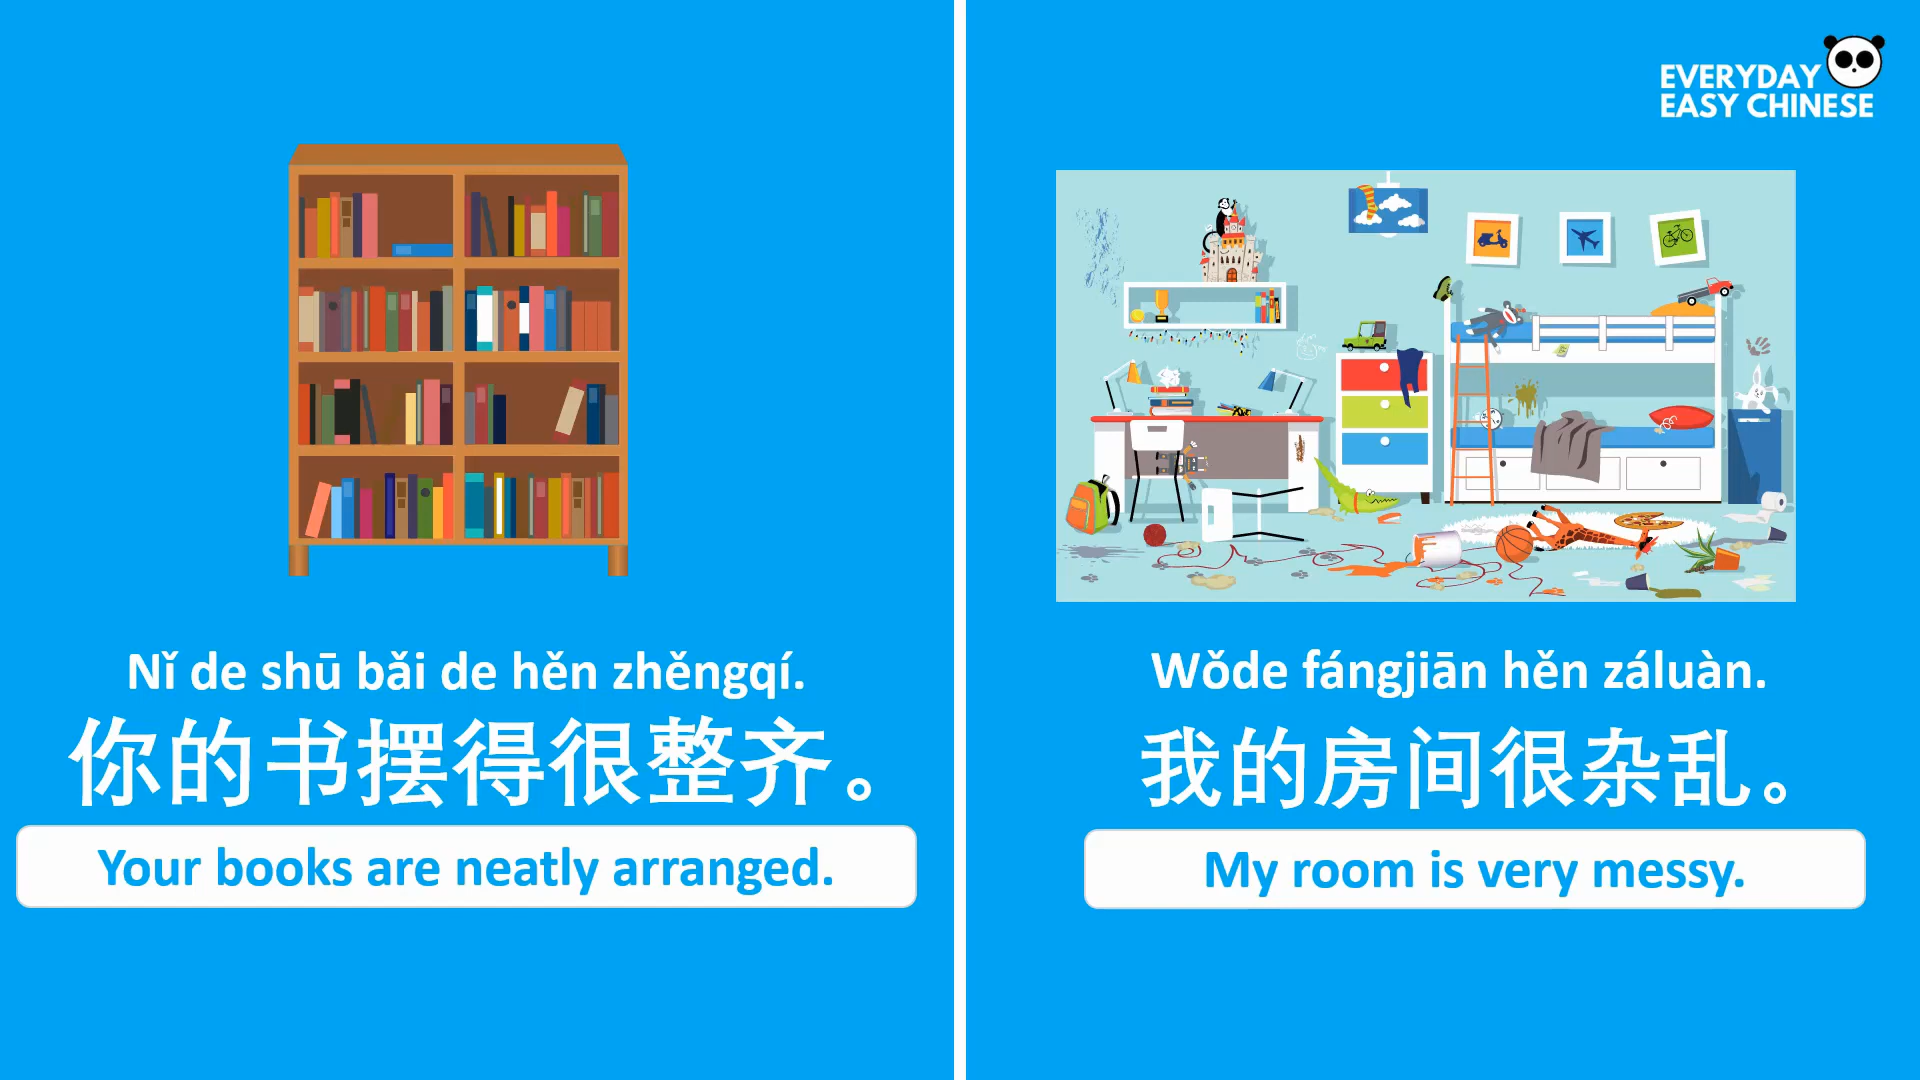 EVERYDAY
EASY CHINESE
Nǐ de shū bǎi de hěn zhěngqí.
你的书摆得很整齐。
Your books are neatly arranged.
Wǒde fángjiān hěn záluàn.
我的房间很杂乱。
My room is very messy.